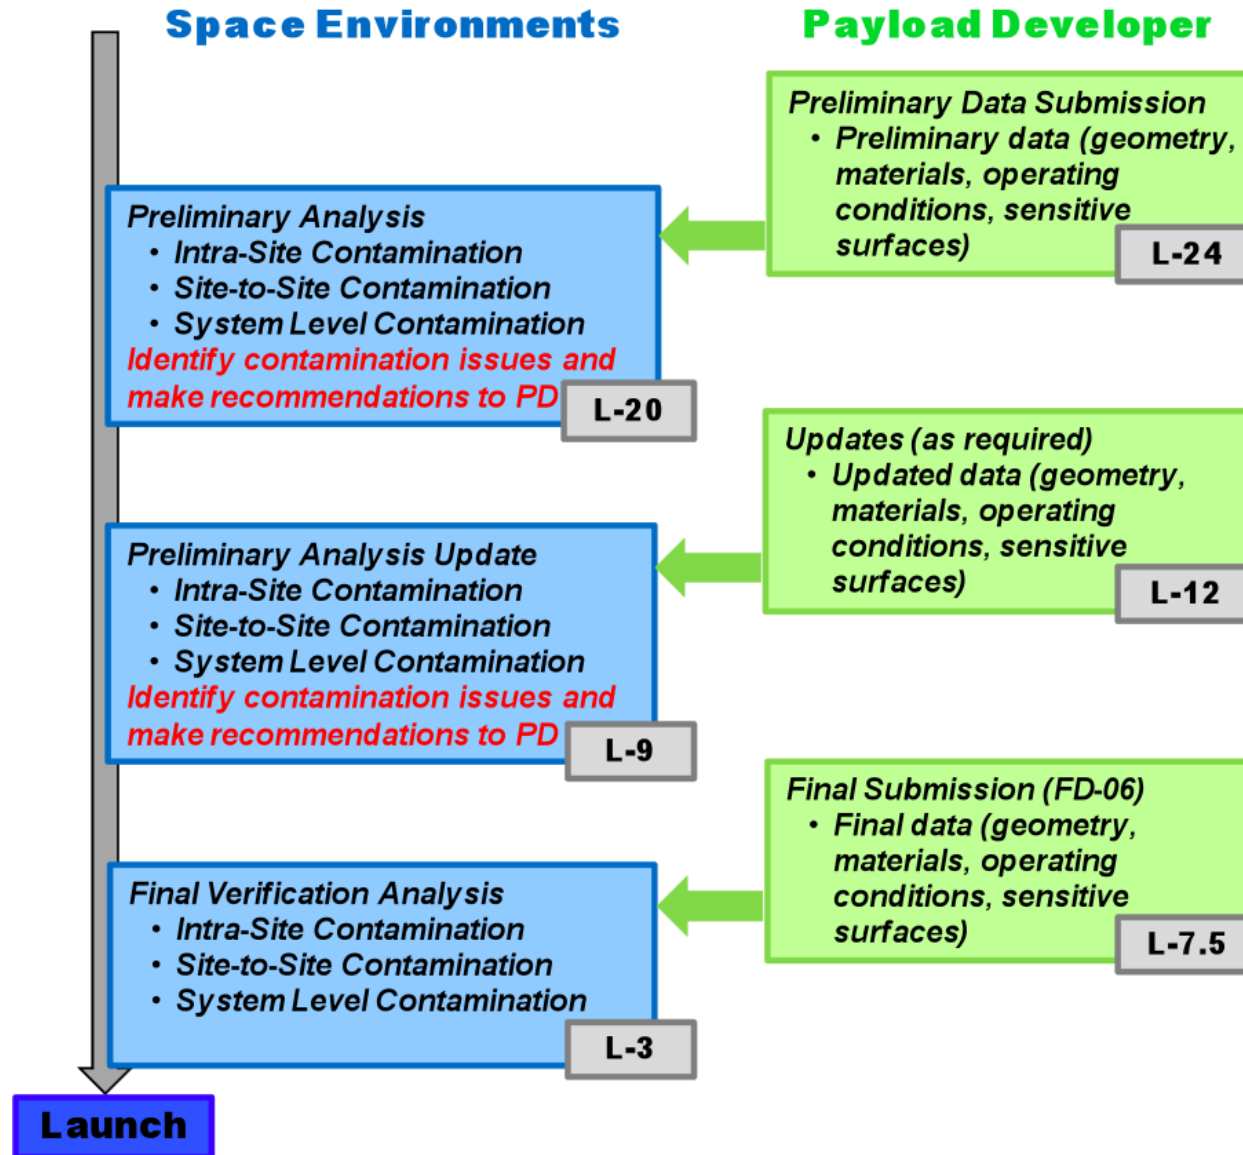 Space Environments
Payload Developer
Preliminary Data Submission
• Preliminary data (geometry,
materials, operating
conditions, sensitive
surfaces)
L-24
Preliminary Analysis
• Intra-Site Contamination
• Site-to-Site Contamination
• System Level Contamination
Identify contamination issues and
make recommendations to PD
L-20
Updates (as required)
• Updated data (geometry,
materials, operating
conditions, sensitive
surfaces)
L-12
Preliminary Analysis Update
• Intra-Site Contamination
• Site-to-Site Contamination
• System Level Contamination
Identify contamination issues and
make recommendations to PD
L-9
Final Submission (FD-06)
• Final data (geometry,
materials, operating
conditions, sensitive
surfaces)
L-7.5
Final Verification Analysis
• Intra-Site Contamination
• Site-to-Site Contamination
• System Level Contamination
L-3
Launch